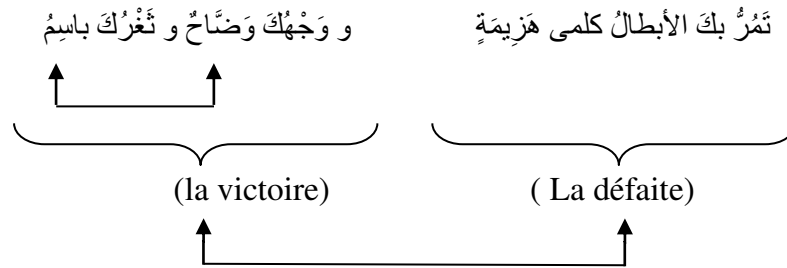 تَمُرُّ بكَ الأبطالُ كلمى هَزِيمَةٍ و وَجْهُكَ وَضَّاحٌ و ثَغْرُكَ باسِمُ
(la victoire) ( La défaite)